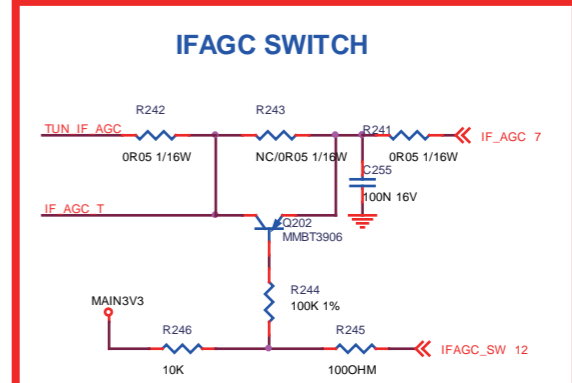 IFAGC SWITCH
R242
R243
R241
TUN_IF_AGC
IF_AGC 7
0R05 1/16W
NC/0R05 1/16W
0R05 1/16W
C255
100N 16V
IF_AGC_T
Q202
MMBT3906
R244
100K 1%
MAIN3V3
R246
R245
IFAGC_SW 12
10K
100OHM